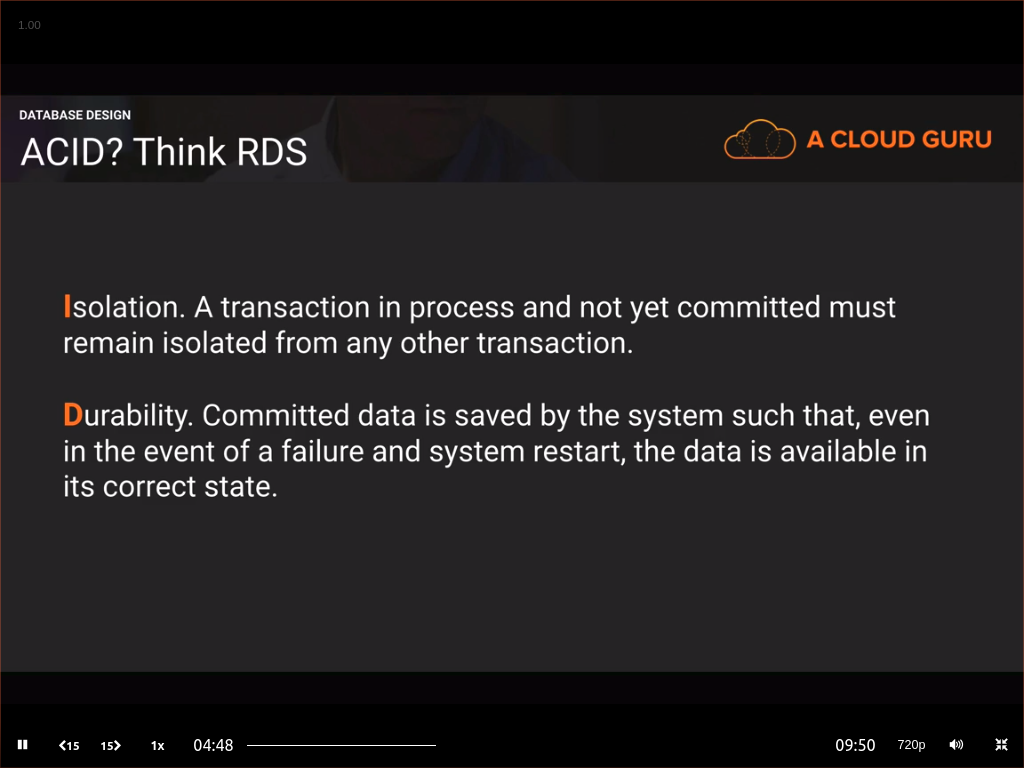 1.00
DATABASE DESIGN
ACID? Think RDS
A CLOUD GURU
Isolation. A transaction in process and not yet committed must
remain isolated from any other transaction.
Durability. Committed data is saved by the system such that, even
in the event of a failure and system restart, the data is available in
its correct state.
15 15 1x 04:48 09:50 720p